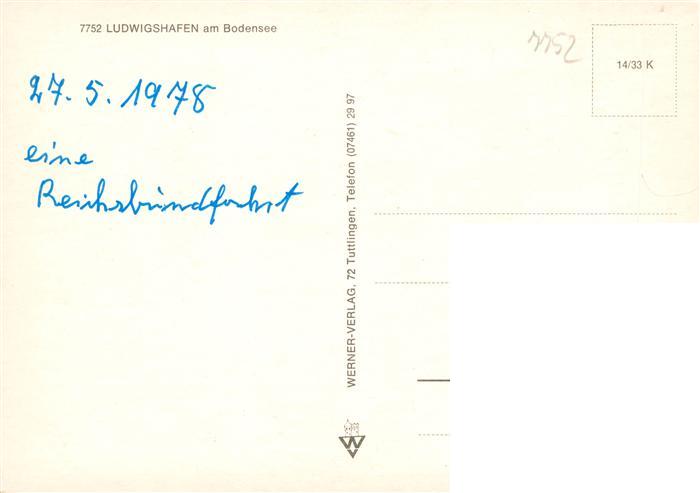 7752 LUDWIGSHAFEN am Bodensee
7752
14/33 K
27.5.1978
eine
Reichsbundfahrt
WERNER-VERLAG, 72 Tuttlingen, Telefon (07461) 29 97
W